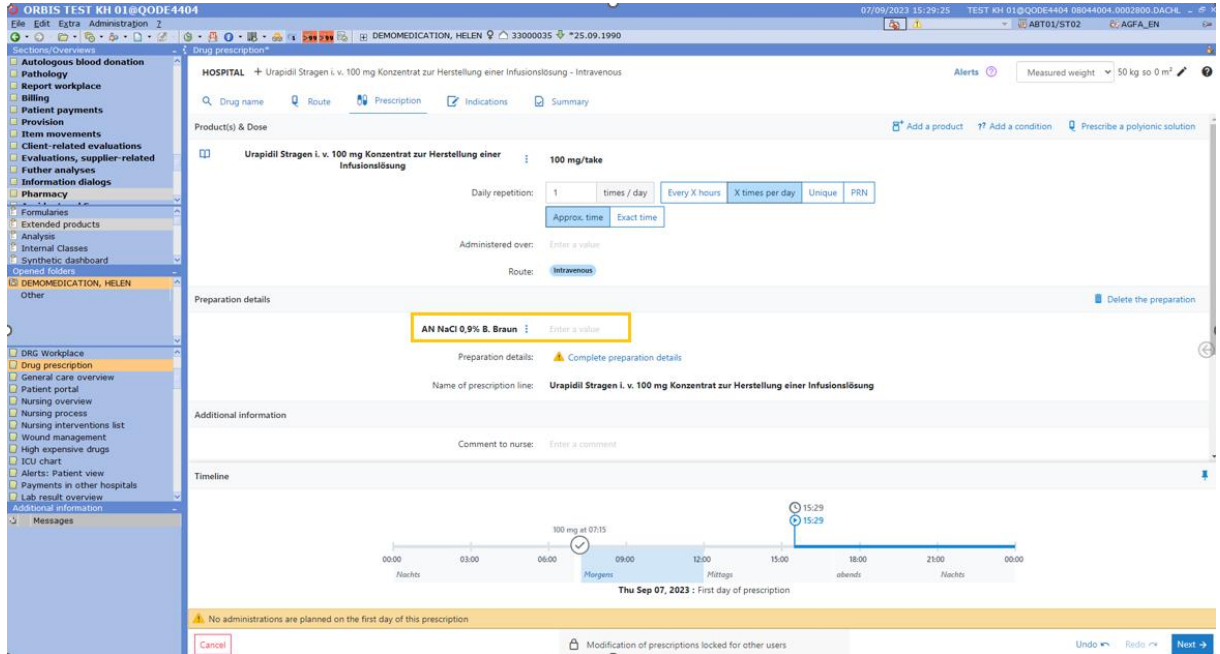 ORBIS TEST KH 01@QODE4404
07/09/2023 15:29:25 TEST KH 01@QODE4404 08044004.0002800.DACHL
File Edit Extra Administration ?
ABT01/ST02 AGFA_EN
DEMOMEDICATION, HELEN ♀ 33000035 *25.09.1990
Sections/Overviews
Autologous blood donation
Pathology
Report workplace
Billing
Patient payments
Provision
Item movements
Client-related evaluations
Evaluations, supplier-related
Futher analyses
Information dialogs
Pharmacy
Formularies
Extended products
Analysis
Internal Classes
Synthetic dashboard
Opened folders
DEMOMEDICATION, HELEN
Other
DRG Workplace
Drug prescription
General care overview
Patient portal
Nursing overview
Nursing process
Nursing interventions list
Wound management
High expensive drugs
ICU chart
Alerts: Patient view
Payments in other hospitals
Lab result overview
Additional information
Messages
Drug prescription*
HOSPITAL + Urapidil Stragen i. v. 100 mg Konzentrat zur Herstellung einer Infusionslösung - Intravenous
Alerts ? Measured weight 50 kg so 0 m²
Drug name Route Prescription Indications Summary
Product(s) & Dose
Add a product ?? Add a condition Prescribe a polyionic solution
Urapidil Stragen i. v. 100 mg Konzentrat zur Herstellung einer
Infusionslösung
100 mg/take
Daily repetition: 1 times / day Every X hours X times per day Unique PRN
Approx. time Exact time
Administered over: Enter a value
Route: Intravenous
Preparation details
Delete the preparation
AN NaCl 0,9% B. Braun Enter a value
Preparation details: Complete preparation details
Name of prescription line: Urapidil Stragen i. v. 100 mg Konzentrat zur Herstellung einer Infusionslösung
Additional information
Comment to nurse: Enter a comment
Timeline
15:29
15:29
100 mg at 07:15
00:00 03:00 06:00 09:00 12:00 15:00 18:00 21:00 00:00
Nachts Morgens Mittags abends Nachts
Thu Sep 07, 2023 : First day of prescription
No administrations are planned on the first day of this prescription
Cancel
Modification of prescriptions locked for other users
Undo Redo Next →